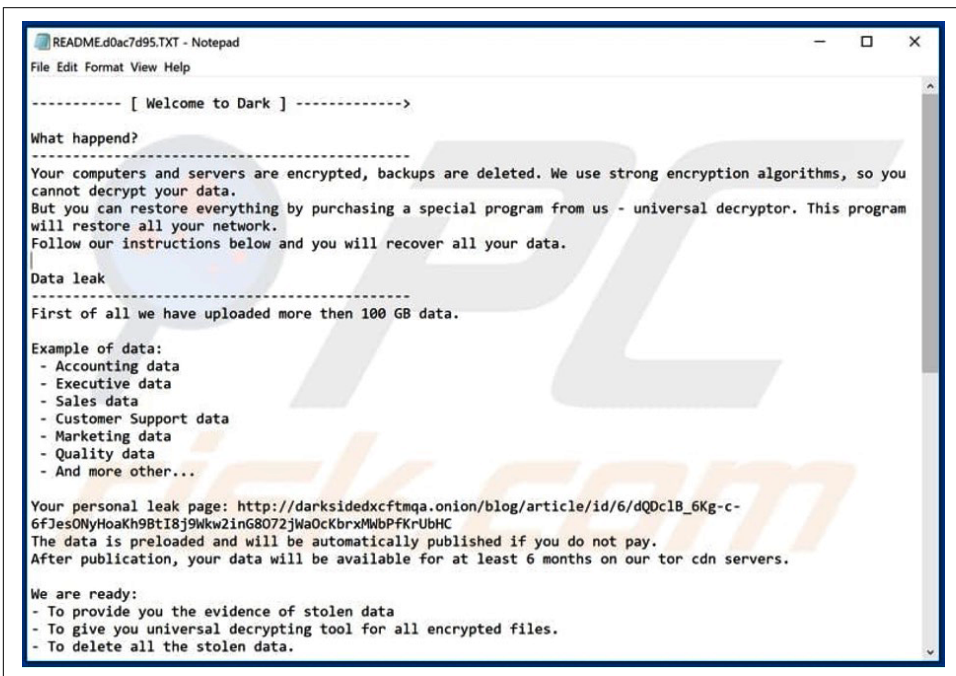 README.d0ac7d95.TXT - Notepad
File Edit Format View Help
----------- [ Welcome to Dark ] ------------->
What happend?
----------------------------------------------
Your computers and servers are encrypted, backups are deleted. We use strong encryption algorithms, so you
cannot decrypt your data.
But you can restore everything by purchasing a special program from us - universal decryptor. This program
will restore all your network.
Follow our instructions below and you will recover all your data.
Data leak
----------------------------------------------
First of all we have uploaded more then 100 GB data.
Example of data:
- Accounting data
- Executive data
- Sales data
- Customer Support data
- Marketing data
- Quality data
- And more other...
Your personal leak page: http://darksidedxcftmqa.onion/blog/article/id/6/dQDclB_6Kg-c-
6fJesONyHoaKh9BtI8j9Wkw2inG8O72jWaOcKbrxMWbPfKrUbHC
The data is preloaded and will be automatically published if you do not pay.
After publication, your data will be available for at least 6 months on our tor cdn servers.
We are ready:
- To provide you the evidence of stolen data
- To give you universal decrypting tool for all encrypted files.
- To delete all the stolen data.
PC
risk.com